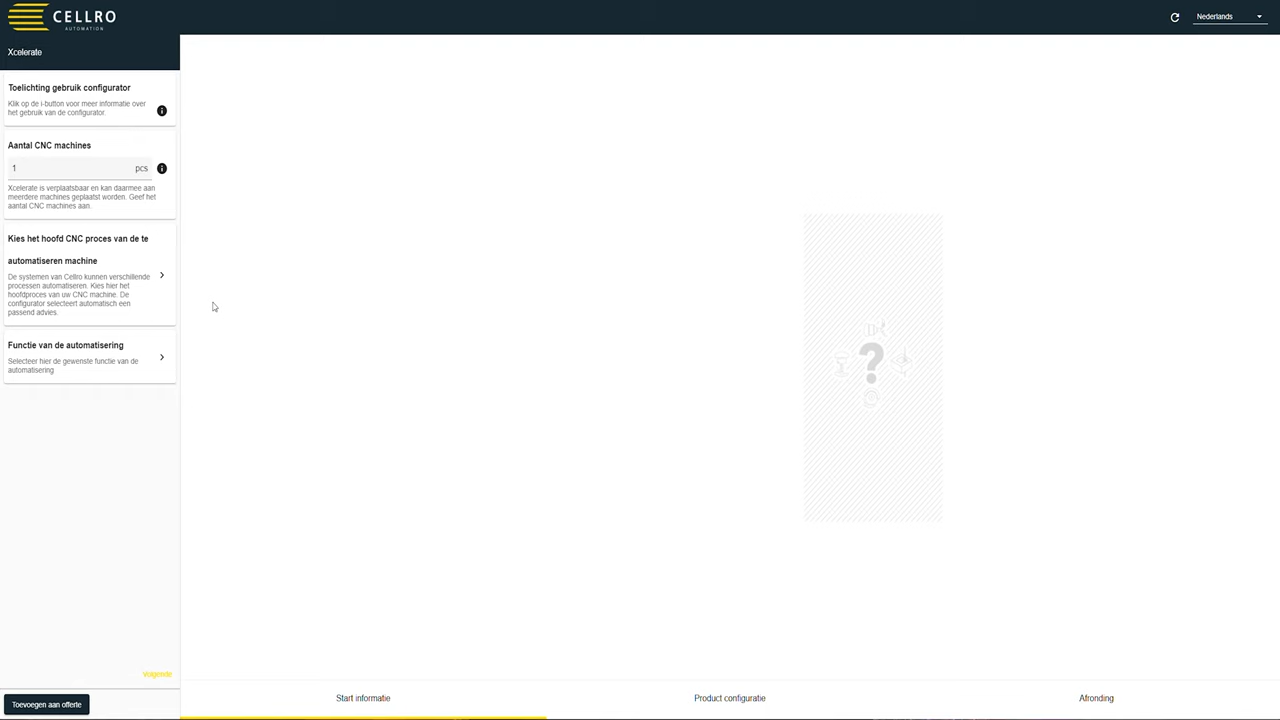 CELLRO
AUTOMATION
Nederlands
Xcelerate
Toelichting gebruik configurator
Klik op de i-button voor meer informatie over
het gebruik van de configurator.
Aantal CNC machines
1 pcs
Xcelerate is verplaatsbaar en kan daarmee aan
meerdere machines geplaatst worden. Geef het
aantal CNC machines aan.
Kies het hoofd CNC proces van de te
automatiseren machine
De systemen van Cellro kunnen verschillende
processen automatiseren. Kies hier het
hoofdproces van uw CNC machine. De
configurator selecteert automatisch een
passend advies.
Functie van de automatisering
Selecteer hier de gewenste functie van de
automatisering
?
Volgende
Toevoegen aan offerte
Start informatie
Product configuratie
Afronding